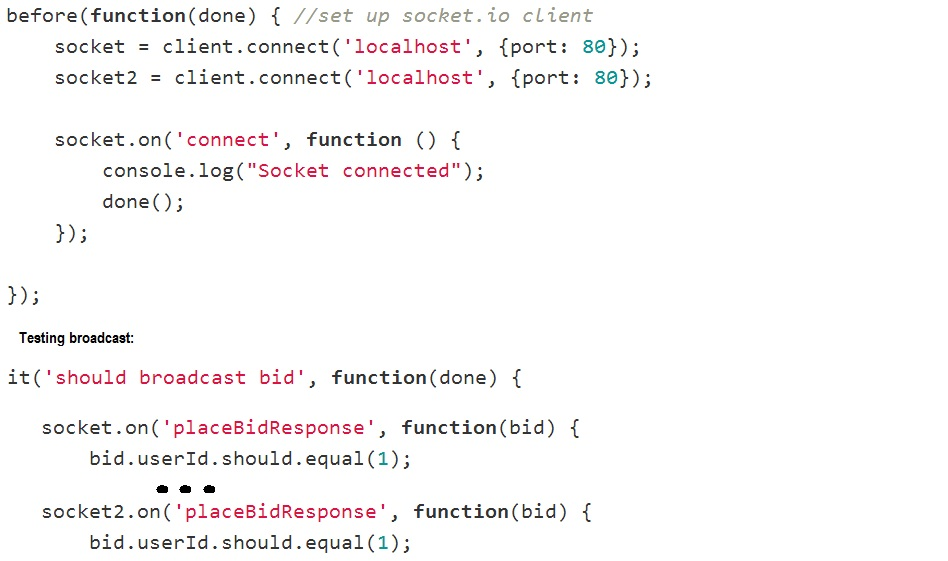 before(function(done) { //set up socket.io client
    socket = client.connect('localhost', {port: 80});
    socket2 = client.connect('localhost', {port: 80});
    socket.on('connect', function () {
        console.log("Socket connected");
        done();
    });
});
Testing broadcast:
it('should broadcast bid', function(done) {
   socket.on('placeBidResponse', function(bid) {
       bid.userId.should.equal(1);
...
   socket2.on('placeBidResponse', function(bid) {
       bid.userId.should.equal(1);